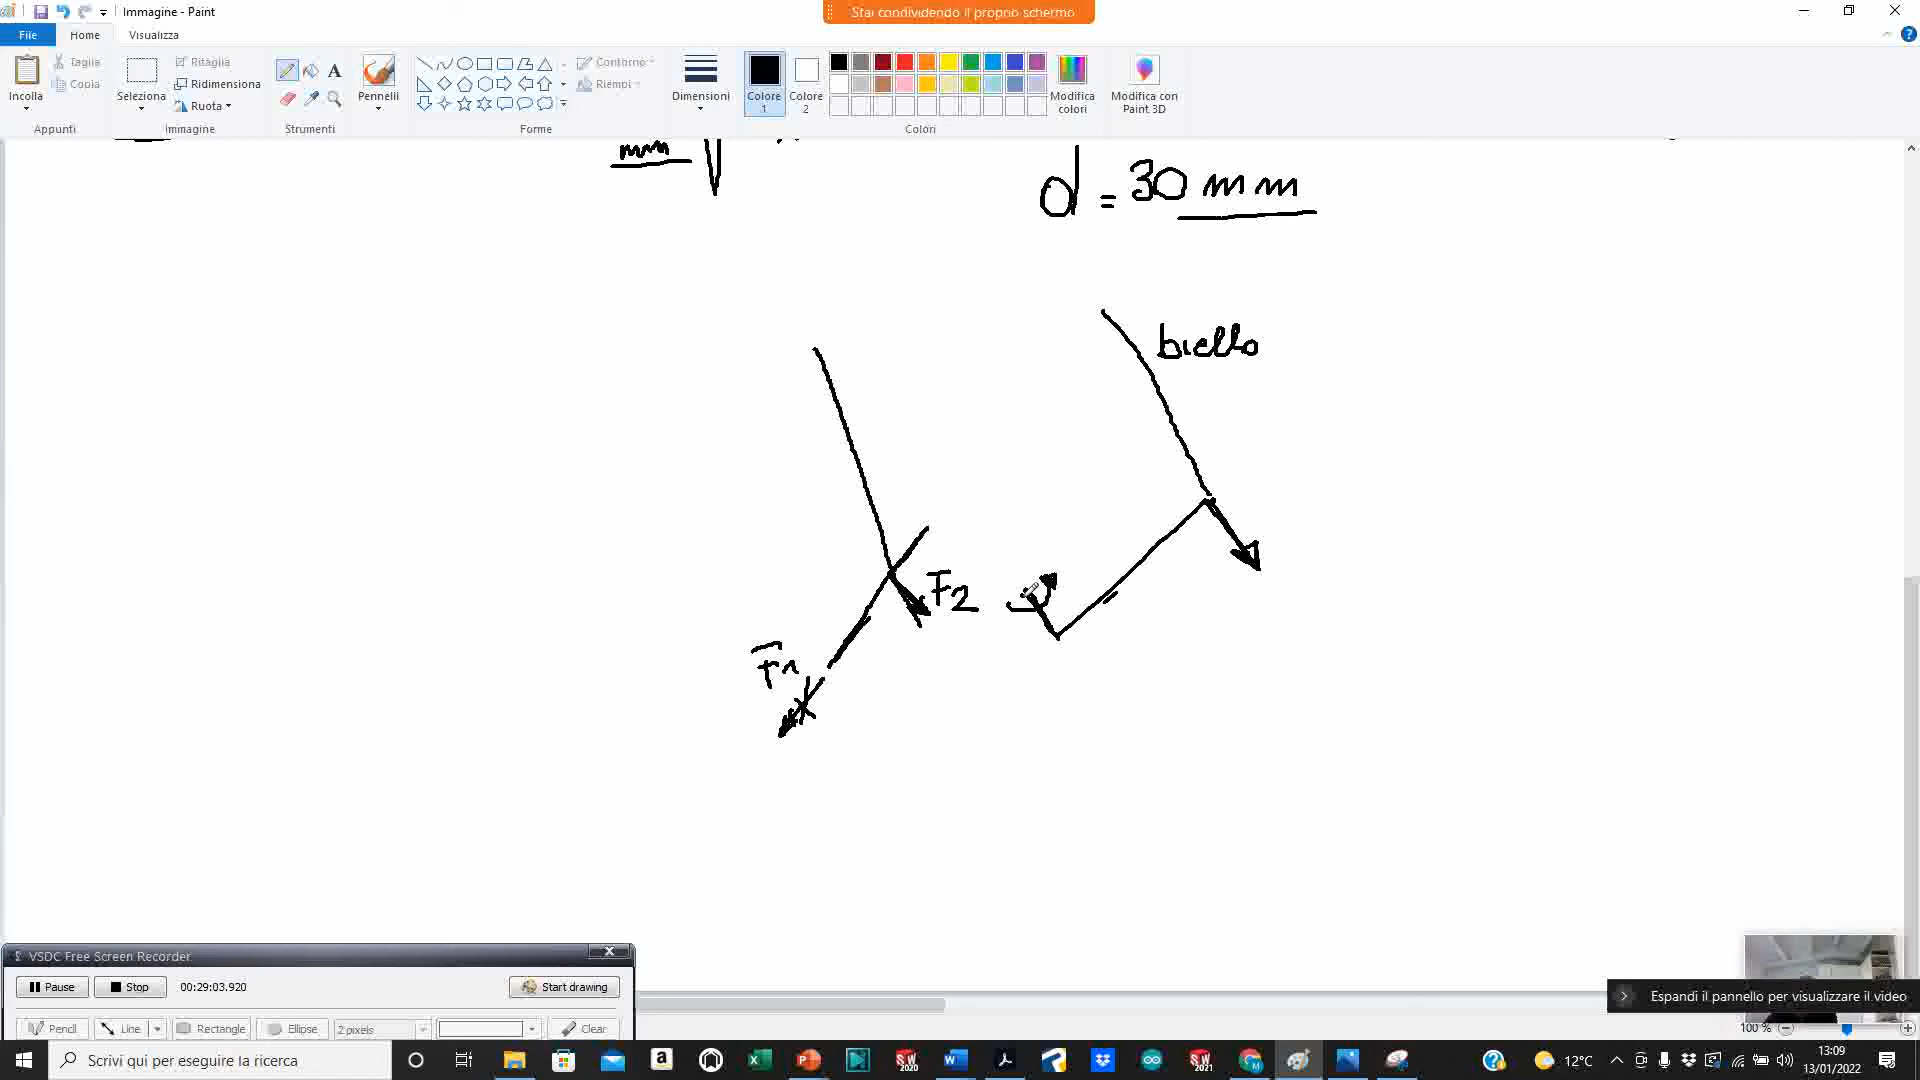 Immagine - Paint
Stai condividendo il proprio schermo
File Home Visualizza
Incolla
Taglia
Copia
Appunti
Seleziona
Ritaglia
Ridimensiona
Ruota
Immagine
Strumenti
Pennelli
Contorno
Riempi
Forme
Dimensioni
Colore 1
Colore 2
Modifica colori
Modifica con Paint 3D
Colori
mm
d = 30 mm
biella
F2
F1
VSDC Free Screen Recorder
Pause Stop 00:29:03.920 Start drawing
Pencil Line Rectangle Ellipse 2 pixels Clear
Espandi il pannello per visualizzare il video
100 %
Scrivi qui per eseguire la ricerca
12°C
13:09
13/01/2022